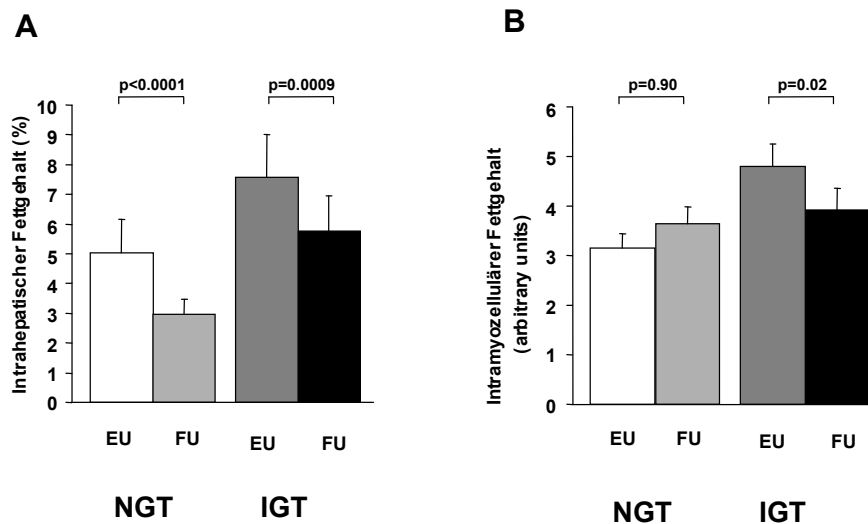 A
p<0.0001
p=0.0009
Intrahepatischer Fettgehalt (%)
10
9
8
7
6
5
4
3
2
1
0
EU
FU
EU
FU
NGT
IGT
B
p=0.90
p=0.02
Intramyozellulärer Fettgehalt
(arbitrary units)
6
5
4
3
2
1
0
EU
FU
EU
FU
NGT
IGT